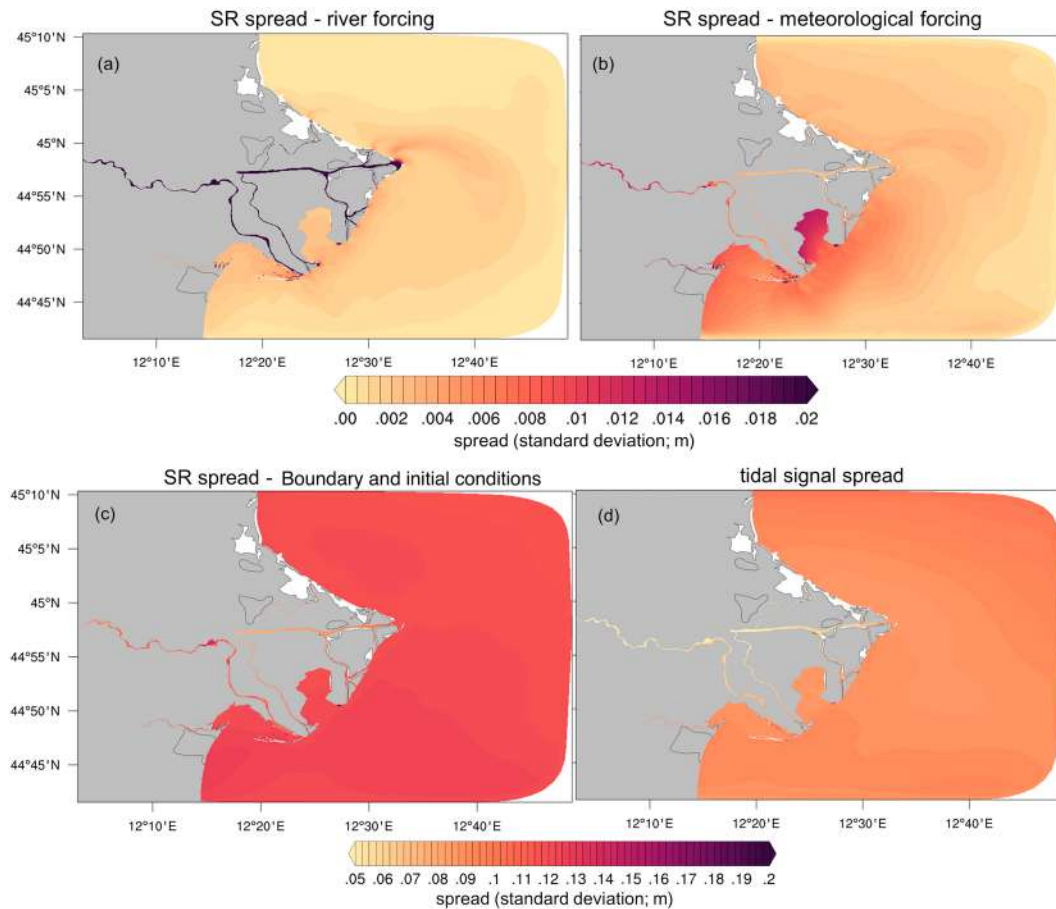 SR spread - river forcing
SR spread - meteorological forcing
(a)
(b)
45°10′N
45°5′N
45°N
44°55′N
44°50′N
44°45′N
12°10′E 12°20′E 12°30′E 12°40′E
12°10′E 12°20′E 12°30′E 12°40′E
.00 .002 .004 .006 .008 .01 .012 .014 .016 .018 .02
spread (standard deviation; m)
SR spread - Boundary and initial conditions
tidal signal spread
(c)
(d)
45°10′N
45°5′N
45°N
44°55′N
44°50′N
44°45′N
12°10′E 12°20′E 12°30′E 12°40′E
12°10′E 12°20′E 12°30′E 12°40′E
.05 .06 .07 .08 .09 .1 .11 .12 .13 .14 .15 .16 .17 .18 .19 .2
spread (standard deviation; m)